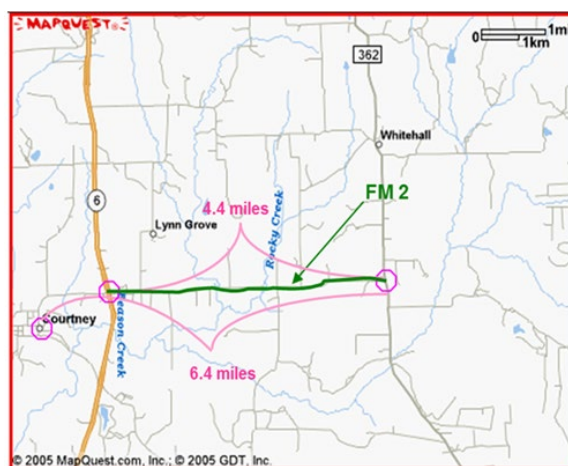 MAPQUEST
0 1mi
1km
362
Whitehall
FM 2
4.4 miles
6
Lynn Grove
Rocky Creek
Courtney
Beason Creek
6.4 miles
© 2005 MapQuest.com, Inc.; © 2005 GDT, Inc.